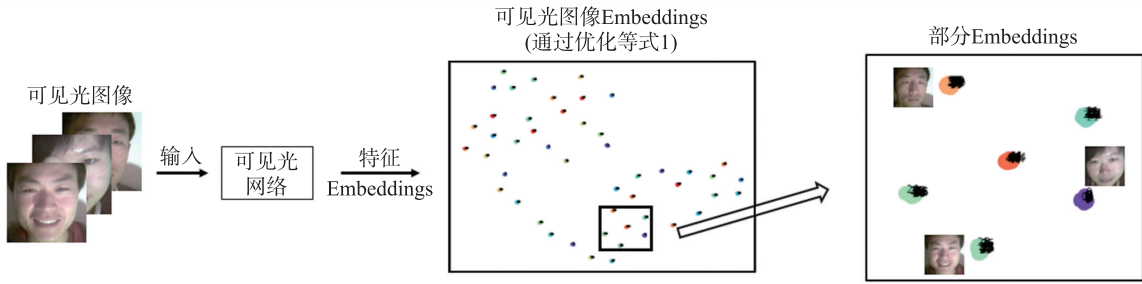 可见光图像
输入
可见光
网络
特征
Embeddings
可见光图像Embeddings
(通过优化等式1)
部分Embeddings